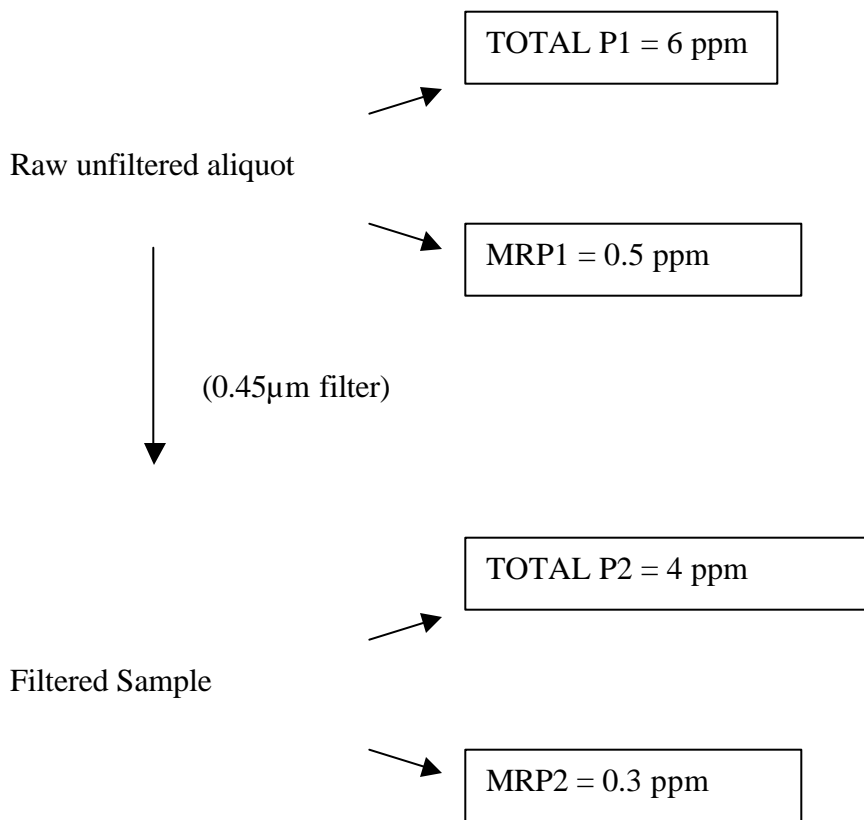 TOTAL P1 = 6 ppm
Raw unfiltered aliquot
MRP1 = 0.5 ppm
(0.45µm filter)
TOTAL P2 = 4 ppm
Filtered Sample
MRP2 = 0.3 ppm